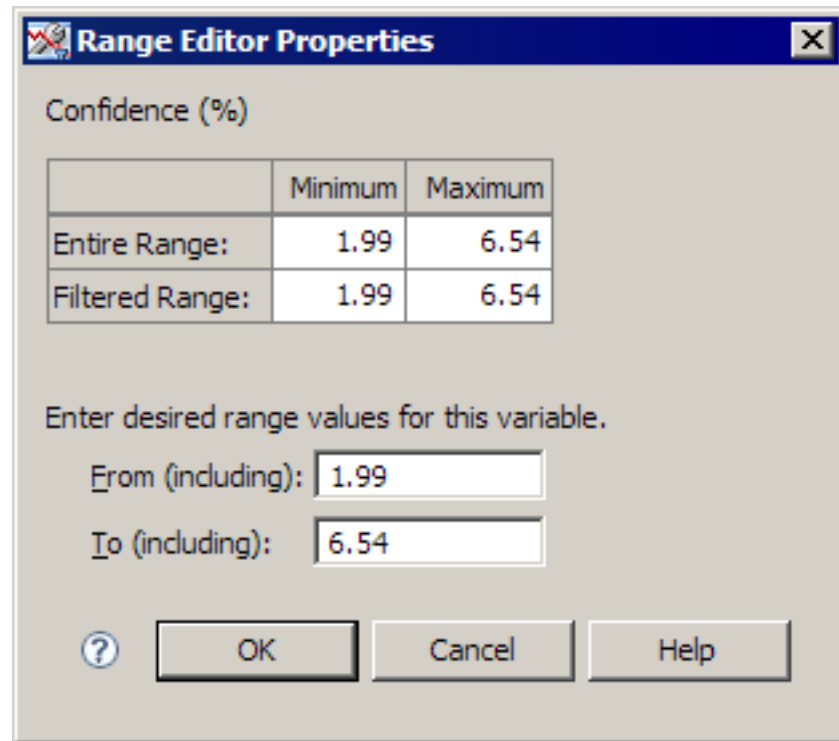 Range Editor Properties
Confidence (%)
Minimum Maximum
Entire Range: 1.99 6.54
Filtered Range: 1.99 6.54
Enter desired range values for this variable.
From (including): 1.99
To (including): 6.54
? OK Cancel Help